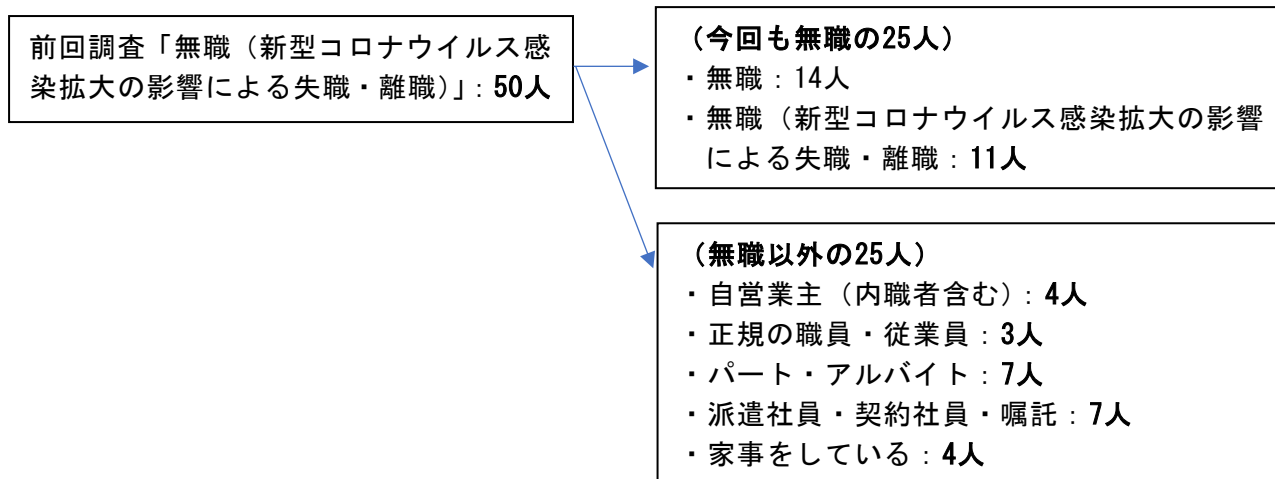 前回調査「無職（新型コロナウイルス感
染拡大の影響による失職・離職）」：50人
（今回も無職の25人）
・無職：14人
・無職（新型コロナウイルス感染拡大の影響
による失職・離職：11人
（無職以外の25人）
・自営業主（内職者含む）：4人
・正規の職員・従業員：3人
・パート・アルバイト：7人
・派遣社員・契約社員・嘱託：7人
・家事をしている：4人